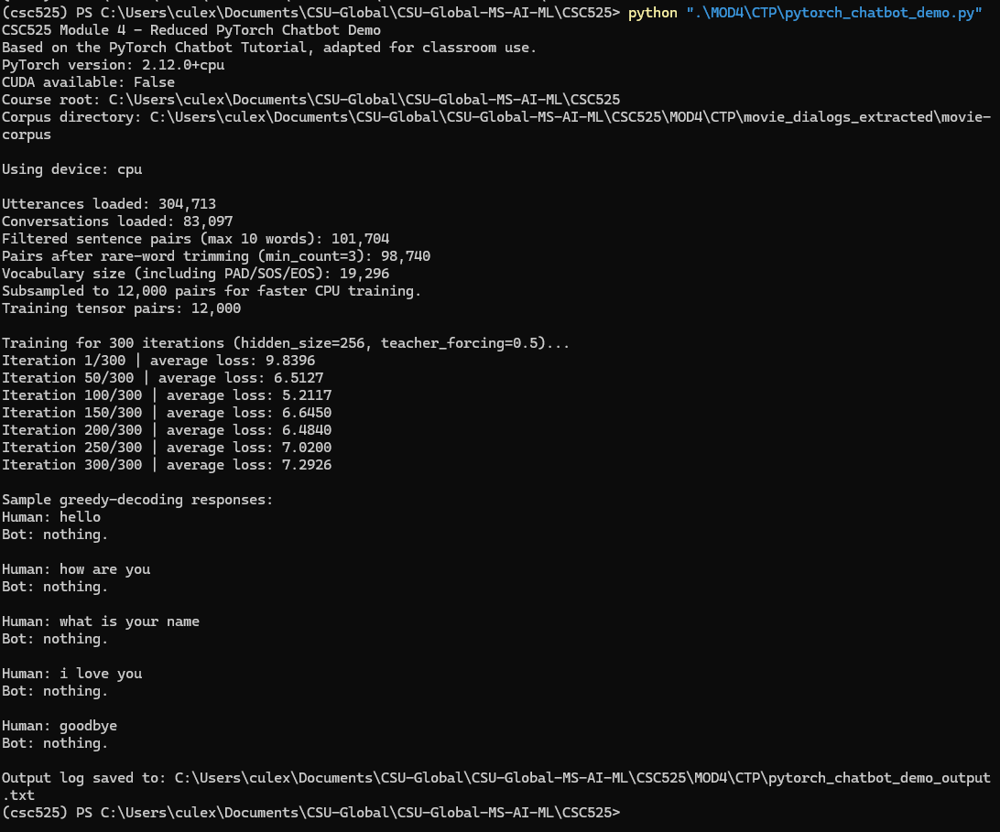 (csc525) PS C:\Users\culex\Documents\CSU-Global\CSU-Global-MS-AI-ML\CSC525> python ".\MOD4\CTP\pytorch_chatbot_demo.py"
CSC525 Module 4 - Reduced PyTorch Chatbot Demo
Based on the PyTorch Chatbot Tutorial, adapted for classroom use.
PyTorch version: 2.12.0+cpu
CUDA available: False
Course root: C:\Users\culex\Documents\CSU-Global\CSU-Global-MS-AI-ML\CSC525
Corpus directory: C:\Users\culex\Documents\CSU-Global\CSU-Global-MS-AI-ML\CSC525\MOD4\CTP\movie_dialogs_extracted\movie-
corpus
Using device: cpu
Utterances loaded: 304,713
Conversations loaded: 83,097
Filtered sentence pairs (max 10 words): 101,704
Pairs after rare-word trimming (min_count=3): 98,740
Vocabulary size (including PAD/SOS/EOS): 19,296
Subsampled to 12,000 pairs for faster CPU training.
Training tensor pairs: 12,000
Training for 300 iterations (hidden_size=256, teacher_forcing=0.5)...
Iteration 1/300 | average loss: 9.8396
Iteration 50/300 | average loss: 6.5127
Iteration 100/300 | average loss: 5.2117
Iteration 150/300 | average loss: 6.6450
Iteration 200/300 | average loss: 6.4840
Iteration 250/300 | average loss: 7.0200
Iteration 300/300 | average loss: 7.2926
Sample greedy-decoding responses:
Human: hello
Bot: nothing.
Human: how are you
Bot: nothing.
Human: what is your name
Bot: nothing.
Human: i love you
Bot: nothing.
Human: goodbye
Bot: nothing.
Output log saved to: C:\Users\culex\Documents\CSU-Global\CSU-Global-MS-AI-ML\CSC525\MOD4\CTP\pytorch_chatbot_demo_output
.txt
(csc525) PS C:\Users\culex\Documents\CSU-Global\CSU-Global-MS-AI-ML\CSC525>